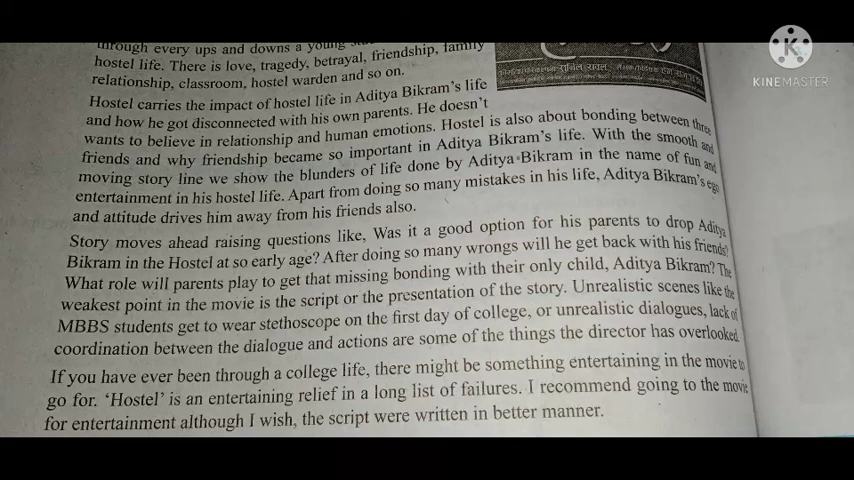 through every ups and downs a young
hostel life. There is love, tragedy, betrayal, friendship, family
relationship, classroom, hostel warden and so on.
Hostel carries the impact of hostel life in Aditya Bikram's life
and how he got disconnected with his own parents. He doesn't
wants to believe in relationship and human emotions. Hostel is also about bonding between three
friends and why friendship became so important in Aditya Bikram's life. With the smooth and
moving story line we show the blunders of life done by Aditya Bikram in the name of fun and
entertainment in his hostel life. Apart from doing so many mistakes in his life, Aditya Bikram's ego
and attitude drives him away from his friends also.
Story moves ahead raising questions like, Was it a good option for his parents to drop Aditya
Bikram in the Hostel at so early age? After doing so many wrongs will he get back with his friends?
What role will parents play to get that missing bonding with their only child, Aditya Bikram? The
weakest point in the movie is the script or the presentation of the story. Unrealistic scenes like the
MBBS students get to wear stethoscope on the first day of college, or unrealistic dialogues, lack of
coordination between the dialogue and actions are some of the things the director has overlooked.
If you have ever been through a college life, there might be something entertaining in the movie to
go for. 'Hostel' is an entertaining relief in a long list of failures. I recommend going to the movie
for entertainment although I wish, the script were written in better manner.
KINEMASTER